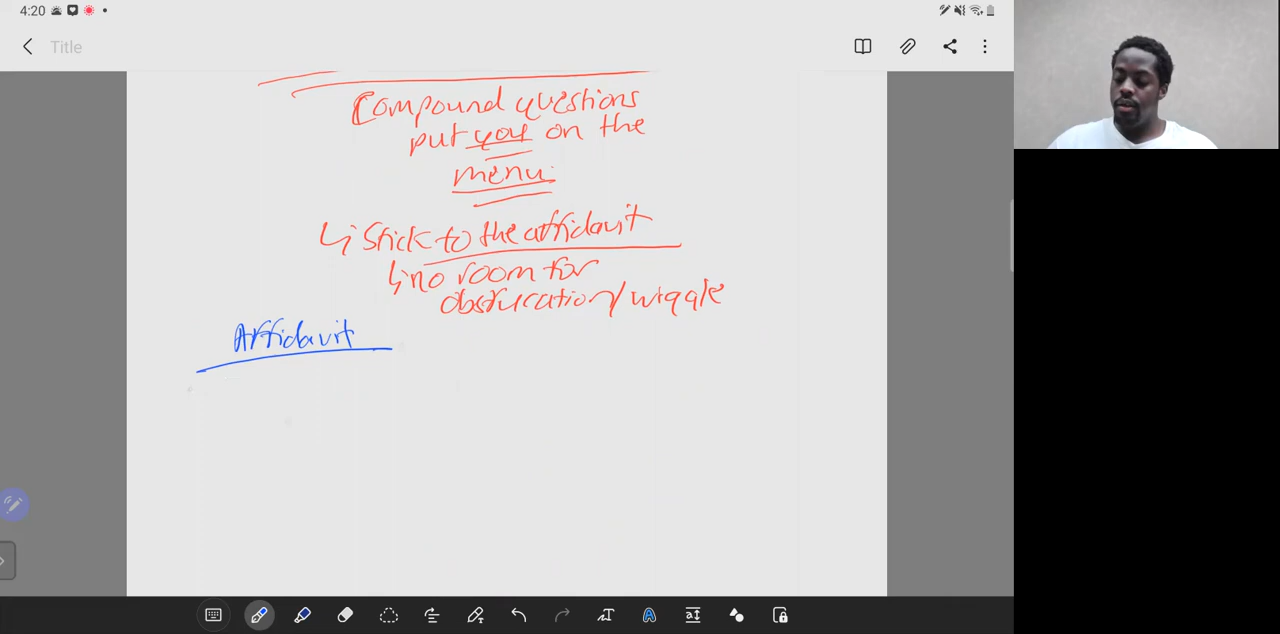 4:20
Title
Compound questions
put you on the
menu.
↳ Stick to the affidavit
↳ no room for
obsfucation/wiggle
Affidavit